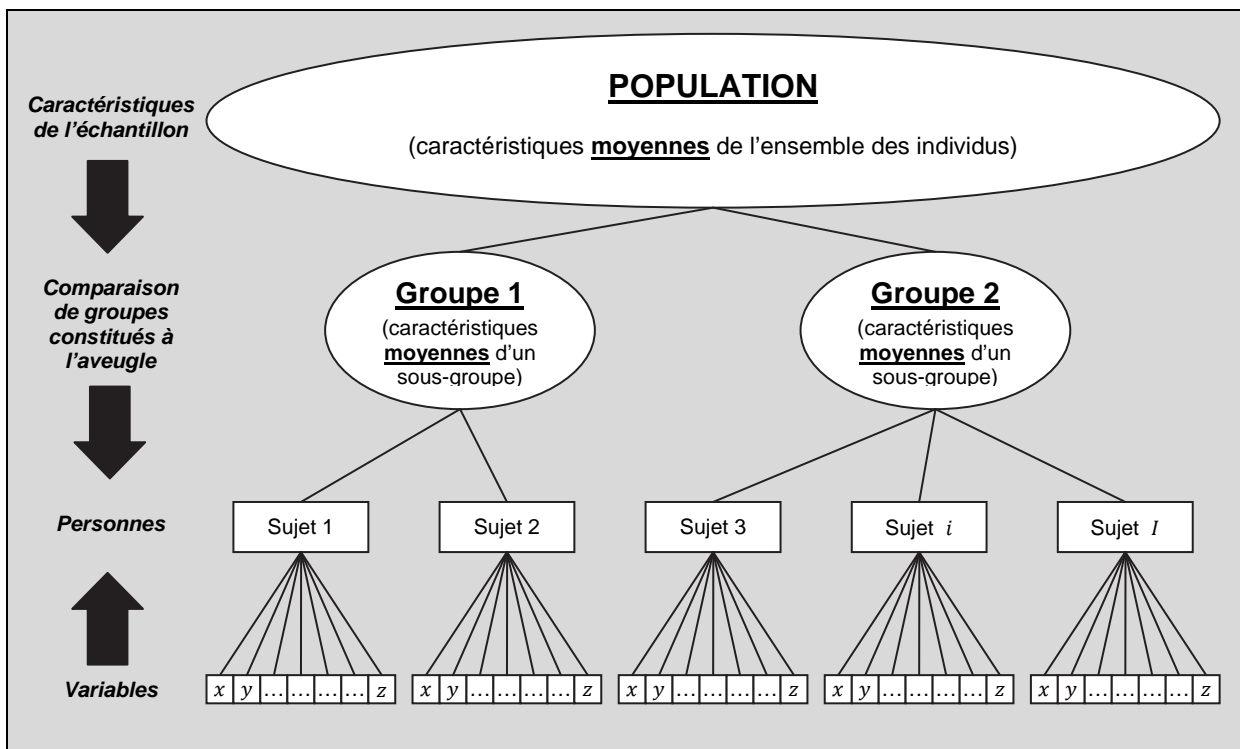 POPULATION
(caractéristiques moyennes de l'ensemble des individus)
Caractéristiques
de l'échantillon
Comparaison
de groupes
constitués à
l'aveugle
Groupe 1
(caractéristiques
moyennes d'un
sous-groupe)
Groupe 2
(caractéristiques
moyennes d'un
sous-groupe)
Personnes
Sujet 1
Sujet 2
Sujet 3
Sujet i
Sujet I
Variables
x y … … … … z
x y … … … … z
x y … … … … z
x y … … … … z
x y … … … … z